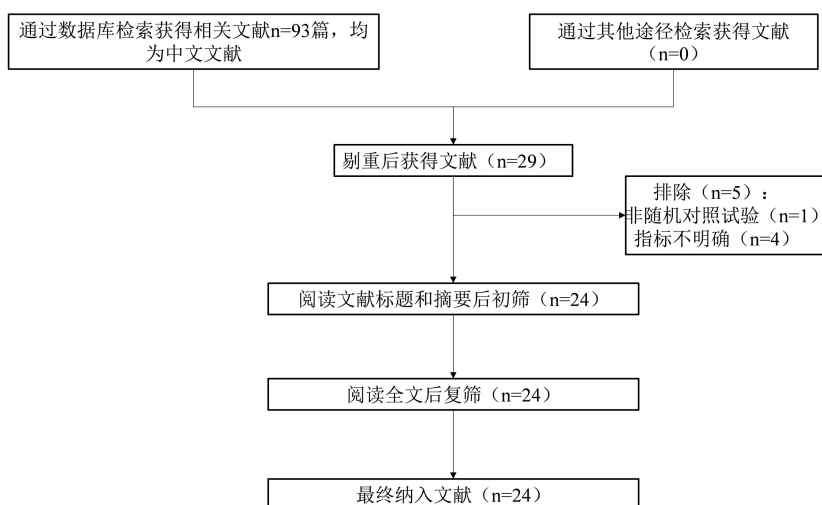 通过数据库检索获得相关文献n=93篇，均
为中文文献
通过其他途径检索获得文献
（n=0）
剔重后获得文献（n=29）
排除（n=5）：
非随机对照试验（n=1）
指标不明确（n=4）
阅读文献标题和摘要后初筛（n=24）
阅读全文后复筛（n=24）
最终纳入文献（n=24）